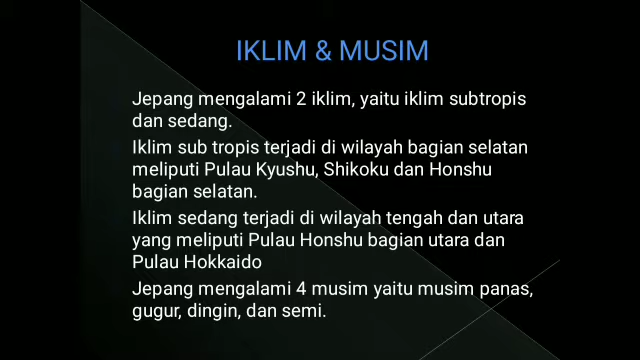 IKLIM & MUSIM
Jepang mengalami 2 iklim, yaitu iklim subtropis
dan sedang.
Iklim sub tropis terjadi di wilayah bagian selatan
meliputi Pulau Kyushu, Shikoku dan Honshu
bagian selatan.
Iklim sedang terjadi di wilayah tengah dan utara
yang meliputi Pulau Honshu bagian utara dan
Pulau Hokkaido
Jepang mengalami 4 musim yaitu musim panas,
gugur, dingin, dan semi.